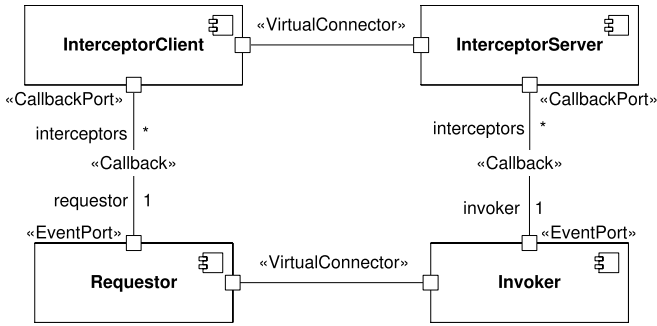 «VirtualConnector»
InterceptorClient
InterceptorServer
«CallbackPort»
«CallbackPort»
interceptors *
interceptors *
«Callback»
«Callback»
requestor 1
invoker 1
«EventPort»
«EventPort»
«VirtualConnector»
Requestor
Invoker